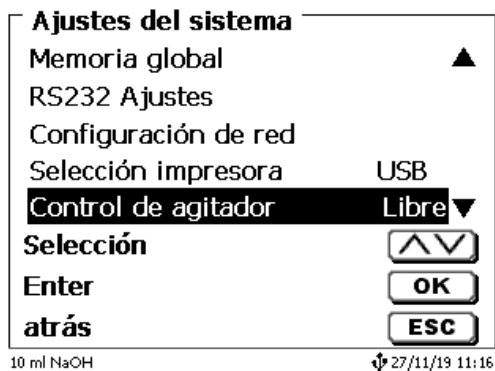 Ajustes del sistema
Memoria global
RS232 Ajustes
Configuración de red
Selección impresora USB
Control de agitador Libre
Selección
Enter OK
atrás ESC
10 ml NaOH 27/11/19 11:16